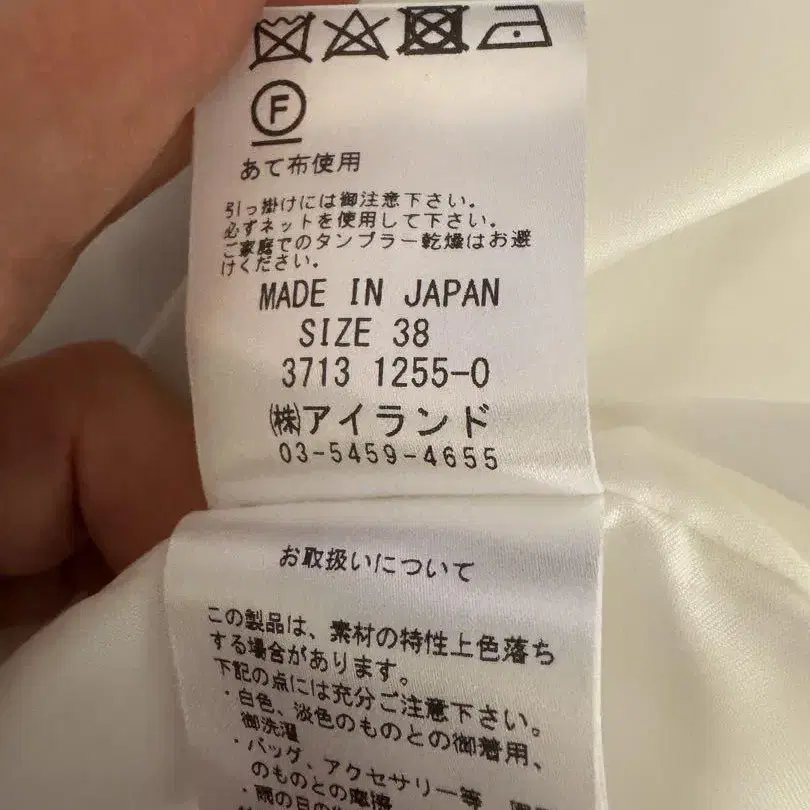 F
あて布使用
引っ掛けには御注意下さい。
必ずネットを使用して下さい。
ご家庭でのタンブラー乾燥はお避
けください。
MADE IN JAPAN
SIZE 38
3713 1255-0
㈱アイランド
03-5459-4655
お取扱いについて
この製品は、素材の特性上色落ち
する場合があります。
下記の点には充分ご注意下さい。
・白色、淡色のものとの御着用、
御洗濯
・バッグ、アクセサリー等
のものとの摩擦
・雨の日の